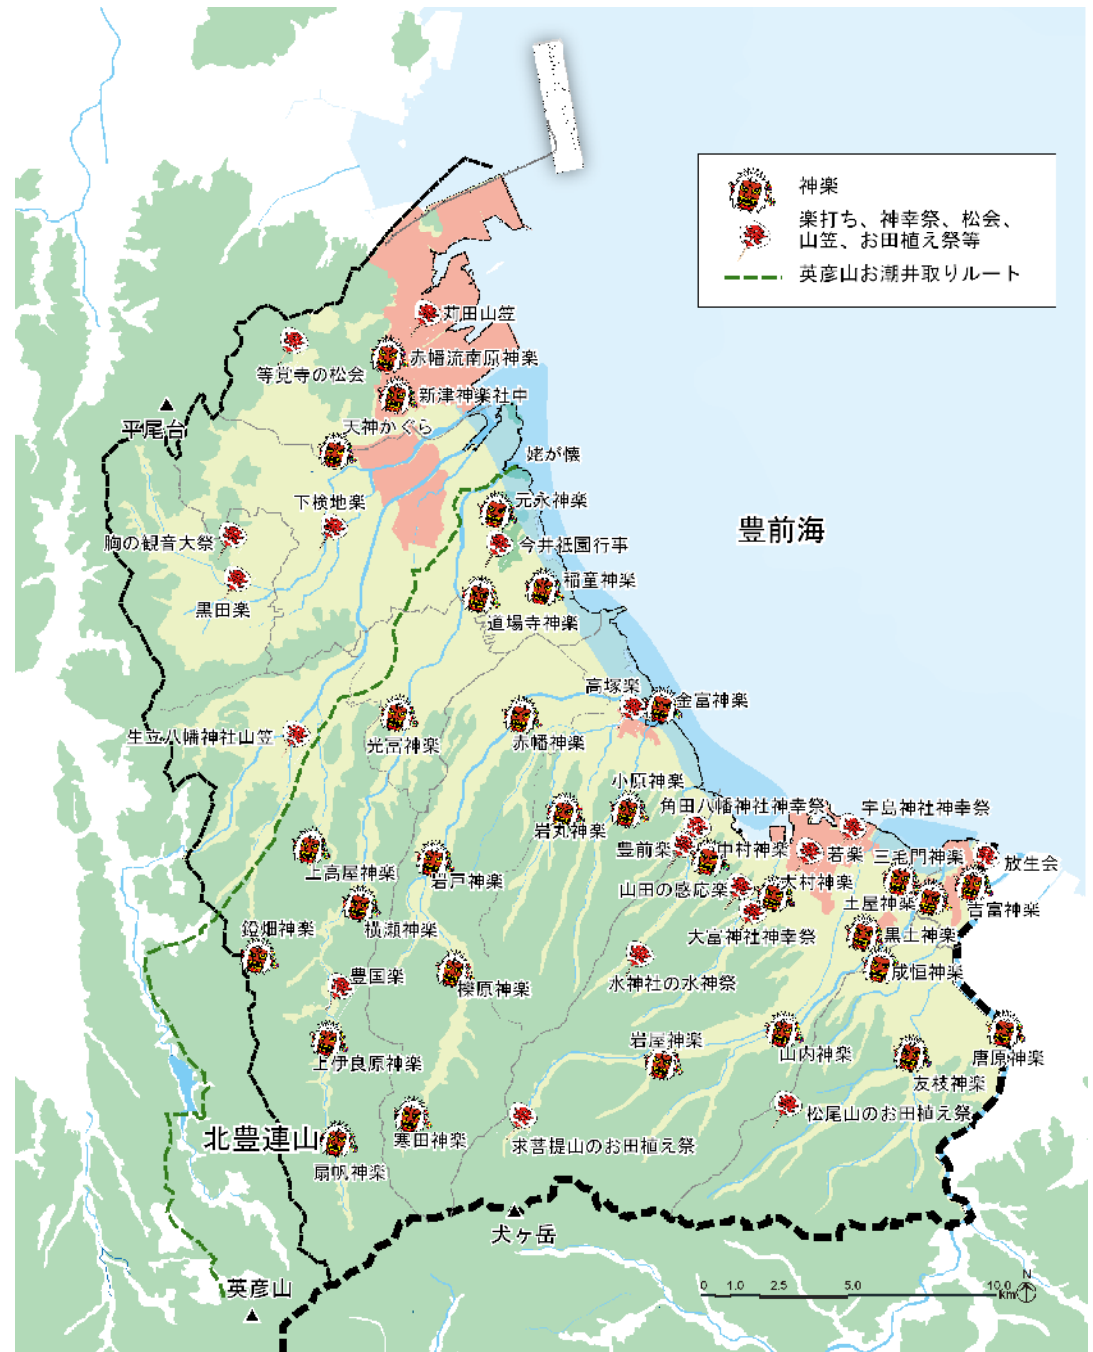 神楽
楽打ち、神幸祭、松会、
山笠、お田植え祭等
英彦山お潮井取りルート
苅田山笠
赤幡流南原神楽
等覚寺の松会
新津神楽社中
平尾台
天神かぐら
姥が懐
下検地楽
元永神楽
豊前海
胸の観音大祭
今井祇園行事
稲童神楽
黒田楽
道場寺神楽
高塚楽
金富神楽
生立八幡神社山笠
光冨神楽
赤幡神楽
小原神楽
角田八幡神社神幸祭
宇島神社神幸祭
岩丸神楽
豊前楽
中村神楽
若楽
三毛門神楽
放生会
上高屋神楽
岩戸神楽
山田の感応楽
大村神楽
土屋神楽
吉富神楽
鐙畑神楽
横瀬神楽
大富神社神幸祭
黒土神楽
豊国楽
櫟原神楽
水神社の水神祭
成恒神楽
上伊良原神楽
岩屋神楽
山内神楽
唐原神楽
友枝神楽
北豊連山
寒田神楽
求菩提山のお田植え祭
松尾山のお田植え祭
扇帆神楽
犬ヶ岳
英彦山
0 1.0 2.5 5.0 10.0
km
N